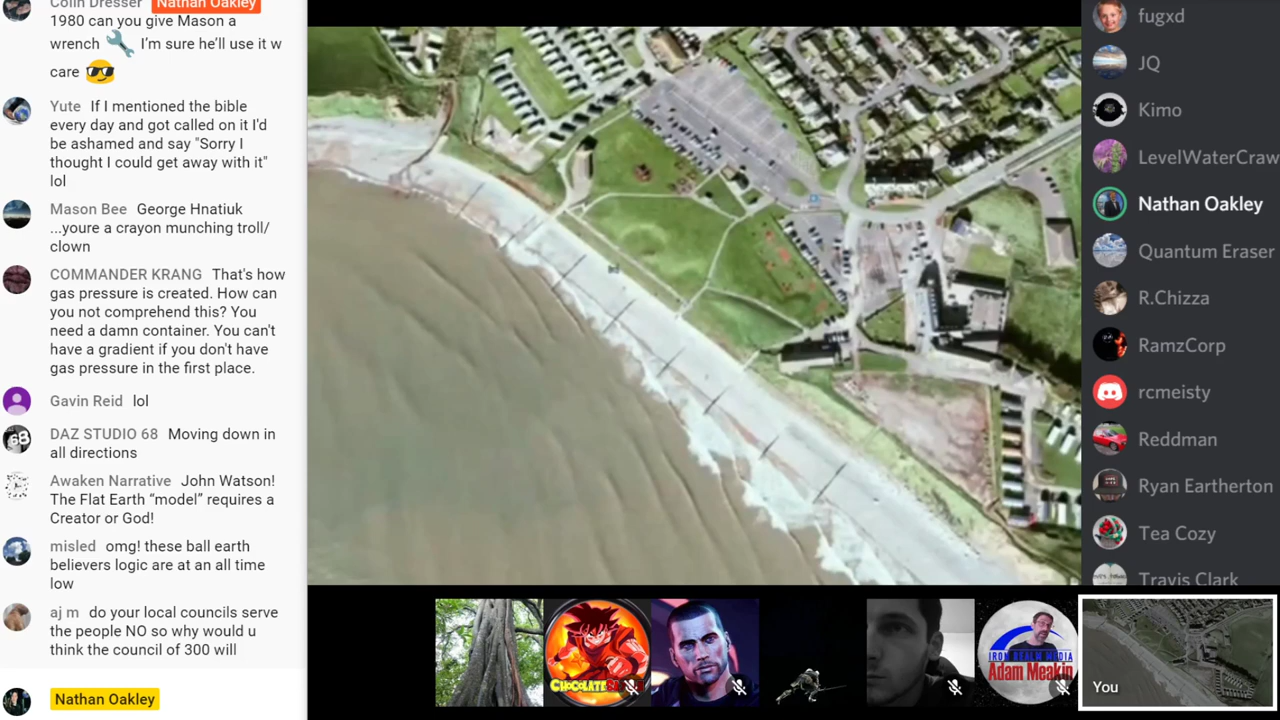 Colin Dresser Nathan Oakley
1980 can you give Mason a
wrench 🔧 I'm sure he'll use it w
care 😎
Yute If I mentioned the bible
every day and got called on it I'd
be ashamed and say "Sorry I
thought I could get away with it"
lol
Mason Bee George Hnatiuk
...youre a crayon munching troll/
clown
COMMANDER KRANG That's how
gas pressure is created. How can
you not comprehend this? You
need a damn container. You can't
have a gradient if you don't have
gas pressure in the first place.
Gavin Reid lol
DAZ STUDIO 68 Moving down in
all directions
Awaken Narrative John Watson!
The Flat Earth “model” requires a
Creator or God!
misled omg! these ball earth
believers logic are at an all time
low
aj m do your local councils serve
the people NO so why would u
think the council of 300 will
Nathan Oakley
68
CHOCOLATE
IRON REALM MEDIA
Adam Meakin
You
fugxd
JQ
Kimo
LevelWaterCraw
Nathan Oakley
Quantum Eraser
R.Chizza
RamzCorp
rcmeisty
Reddman
Ryan Eartherton
Tea Cozy
Travis Clark